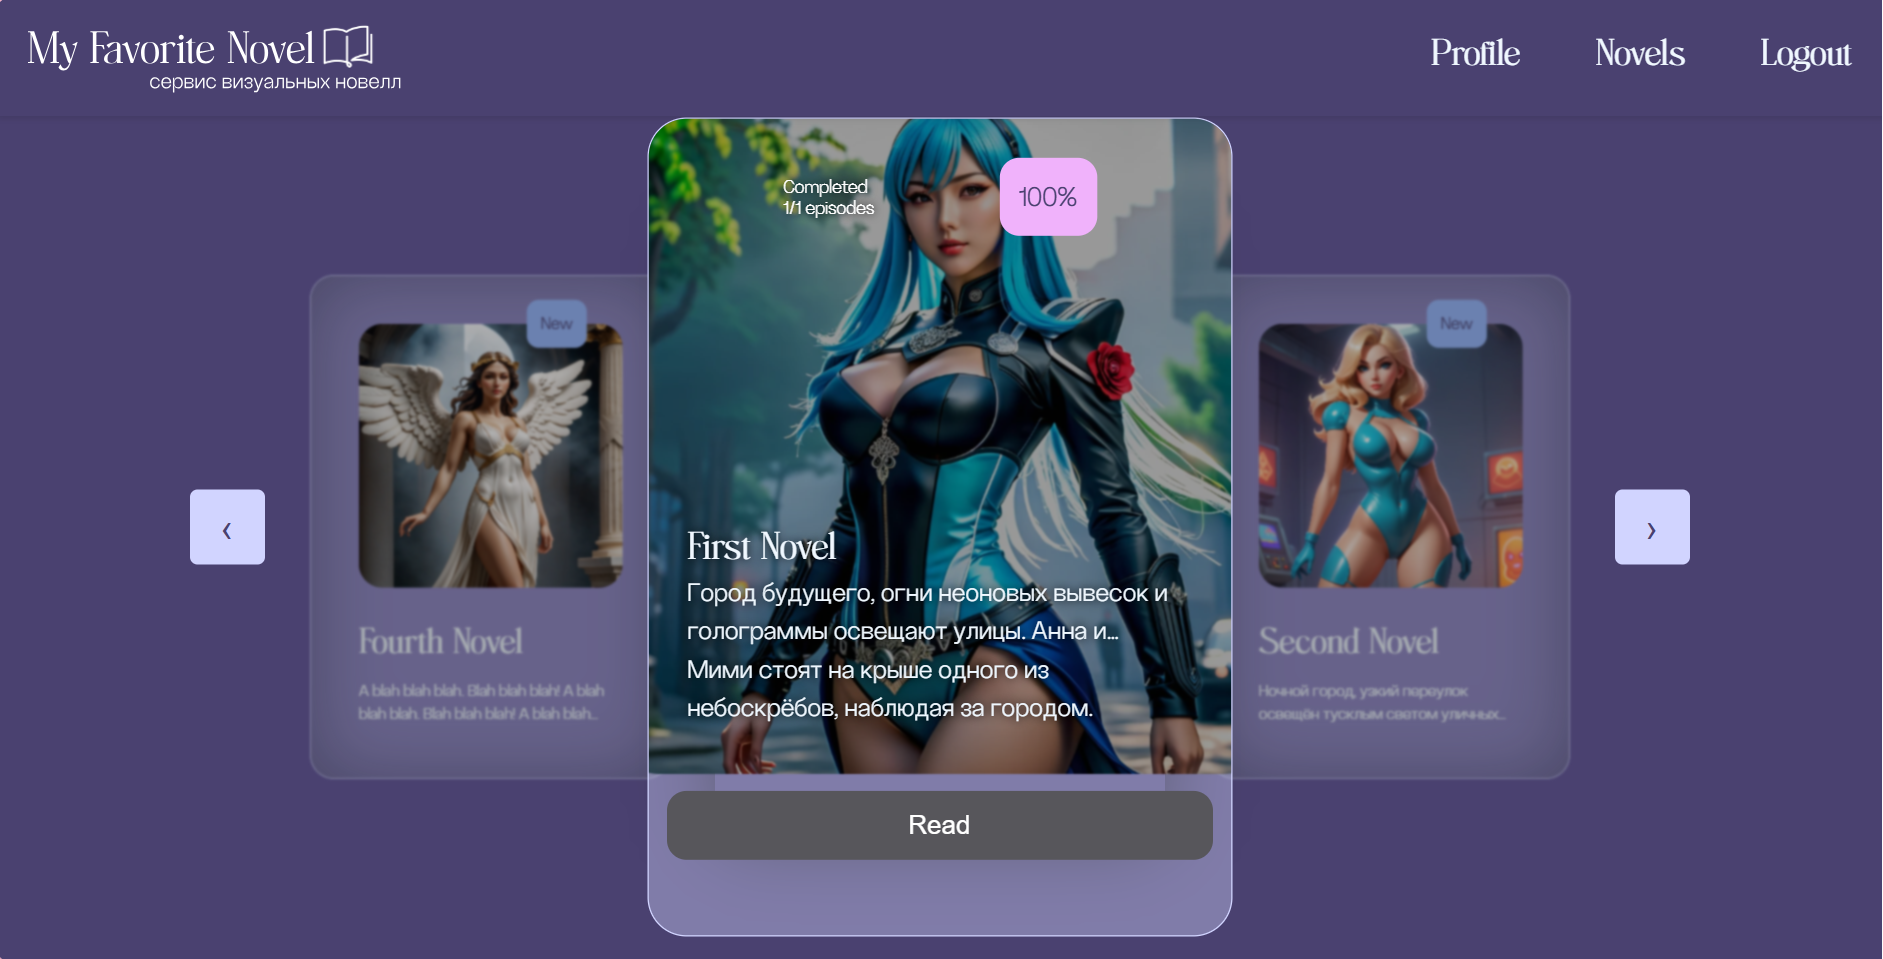 My Favorite Novel
сервис визуальных новелл
Profile
Novels
Logout
Completed
1/1 episodes
100%
First Novel
Город будущего, огни неоновых вывесок и
голограммы освещают улицы. Анна и...
Мими стоят на крыше одного из
небоскрёбов, наблюдая за городом.
Read
‹
New
Fourth Novel
A blah blah blah. Blah blah blah! A blah
blah blah. Blah blah blah! A blah blah...
New
Second Novel
Ночной город, узкий переулок
освещён тусклым светом уличных...
›